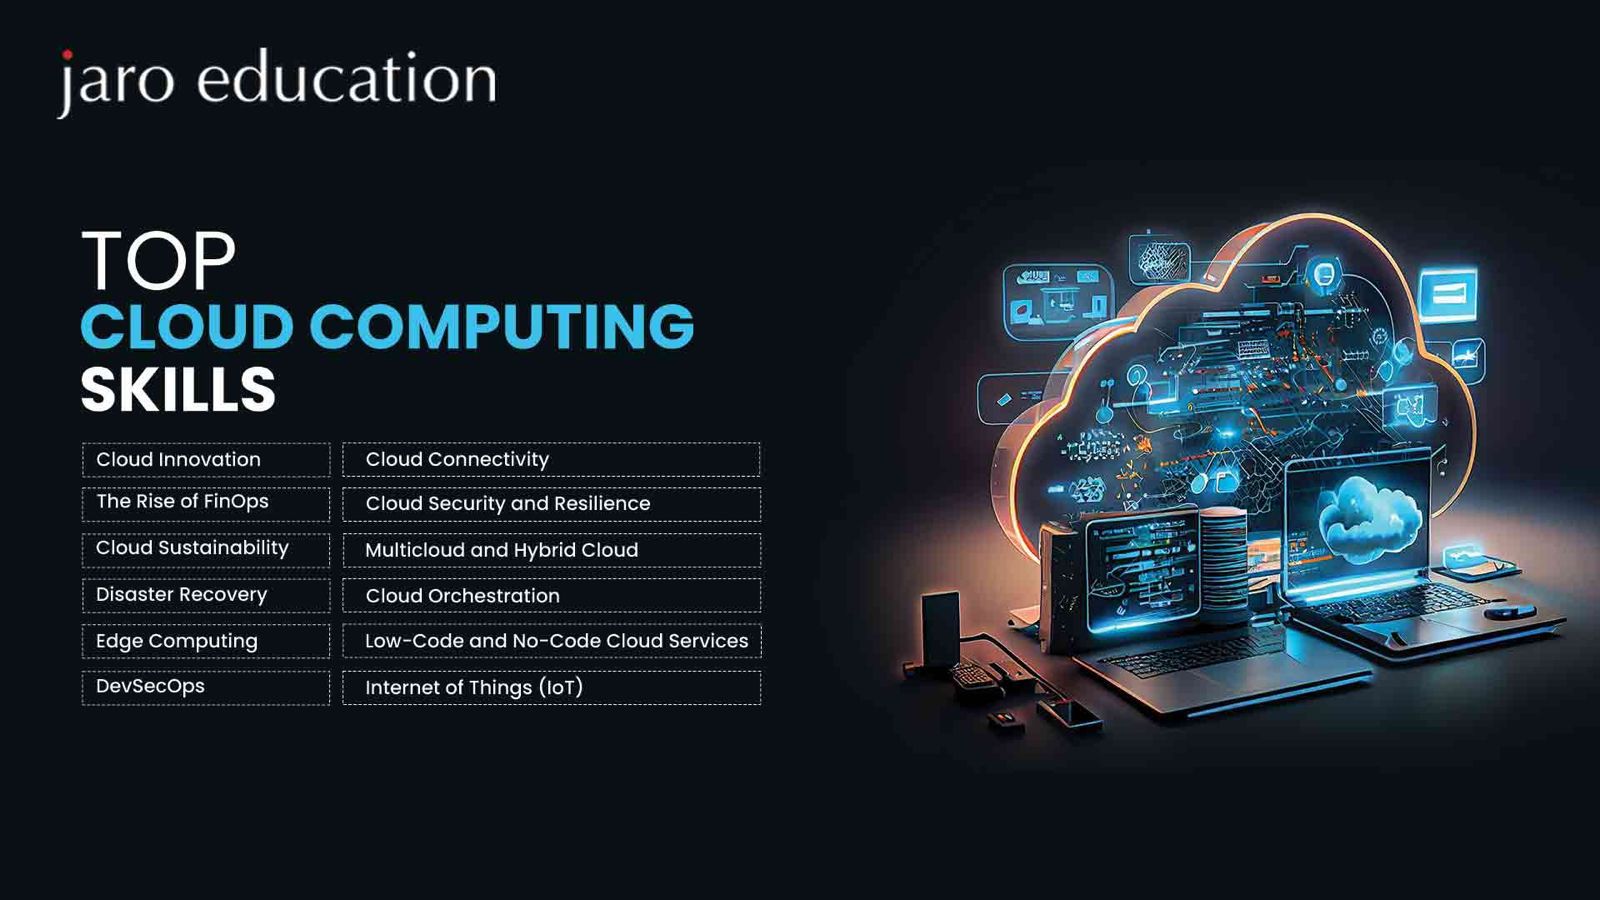 jaro education
TOP
CLOUD COMPUTING
SKILLS
Cloud Innovation
Cloud Connectivity
The Rise of FinOps
Cloud Security and Resilience
Cloud Sustainability
Multicloud and Hybrid Cloud
Disaster Recovery
Cloud Orchestration
Edge Computing
Low-Code and No-Code Cloud Services
DevSecOps
Internet of Things (IoT)